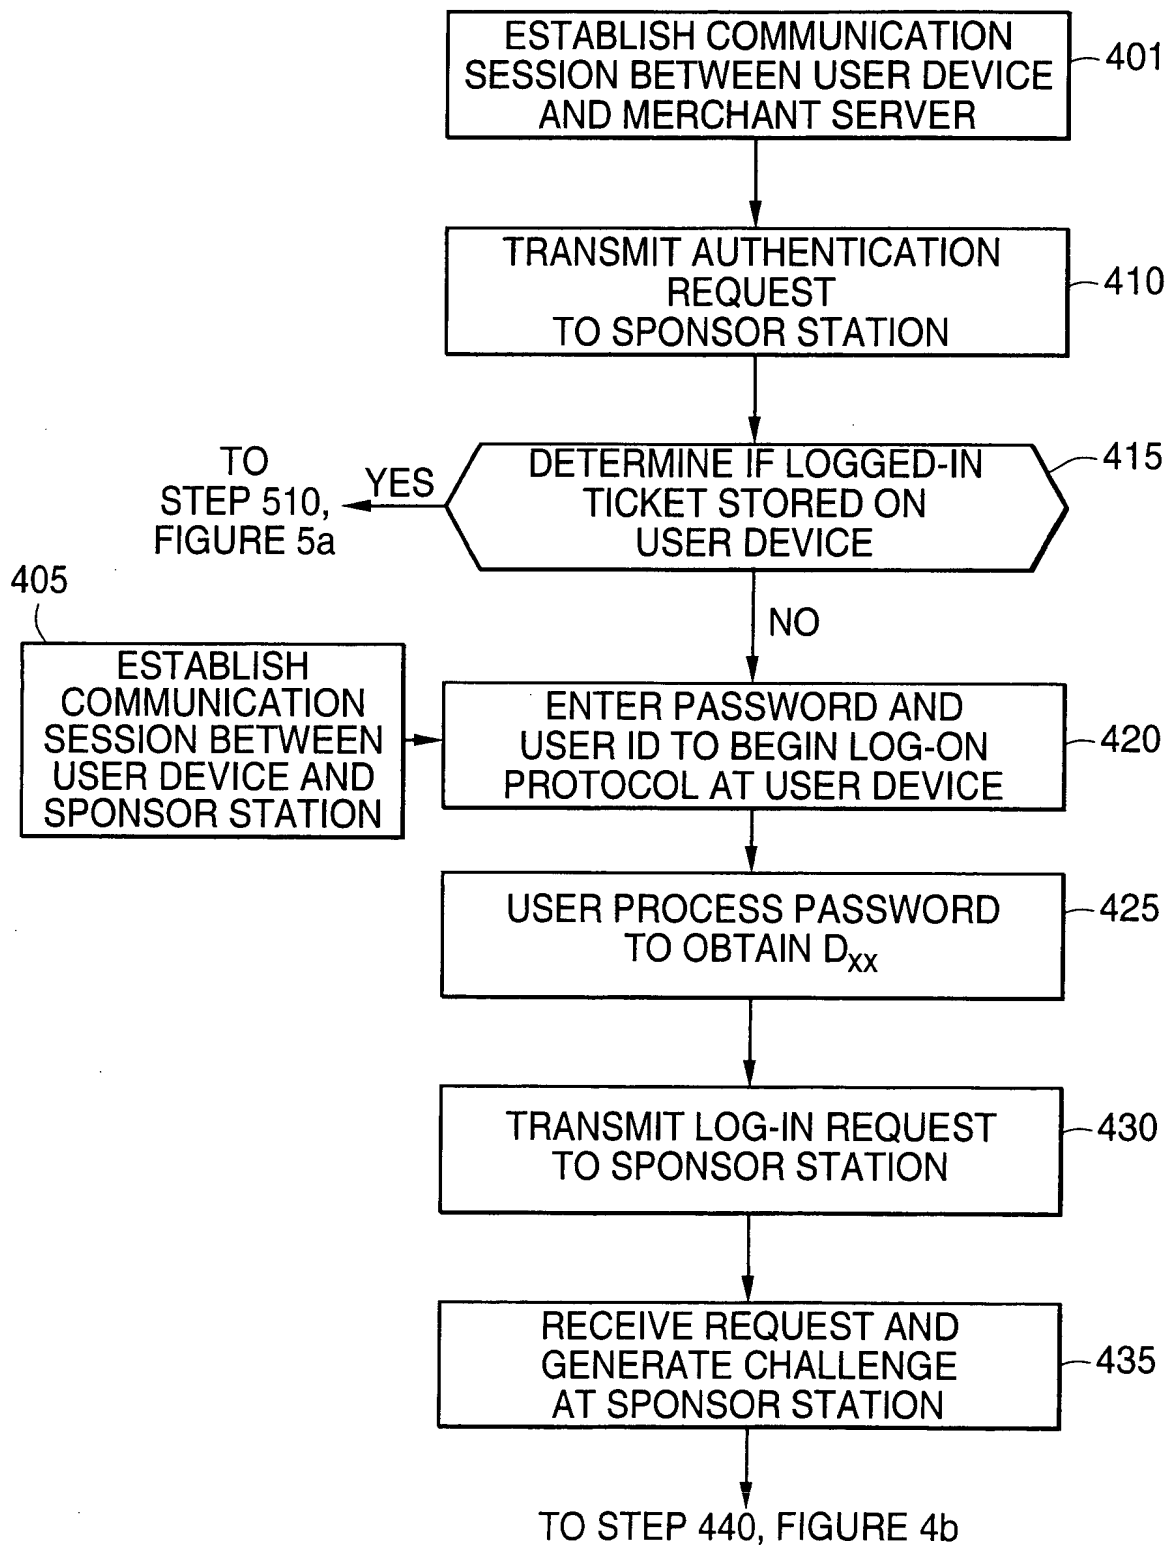 ESTABLISH COMMUNICATION
SESSION BETWEEN USER DEVICE
AND MERCHANT SERVER
401
TRANSMIT AUTHENTICATION
REQUEST
TO SPONSOR STATION
410
DETERMINE IF LOGGED-IN
TICKET STORED ON
USER DEVICE
415
YES
TO
STEP 510,
FIGURE 5a
NO
405
ESTABLISH
COMMUNICATION
SESSION BETWEEN
USER DEVICE AND
SPONSOR STATION
ENTER PASSWORD AND
USER ID TO BEGIN LOG-ON
PROTOCOL AT USER DEVICE
420
USER PROCESS PASSWORD
TO OBTAIN Dxx
425
TRANSMIT LOG-IN REQUEST
TO SPONSOR STATION
430
RECEIVE REQUEST AND
GENERATE CHALLENGE
AT SPONSOR STATION
435
TO STEP 440, FIGURE 4b